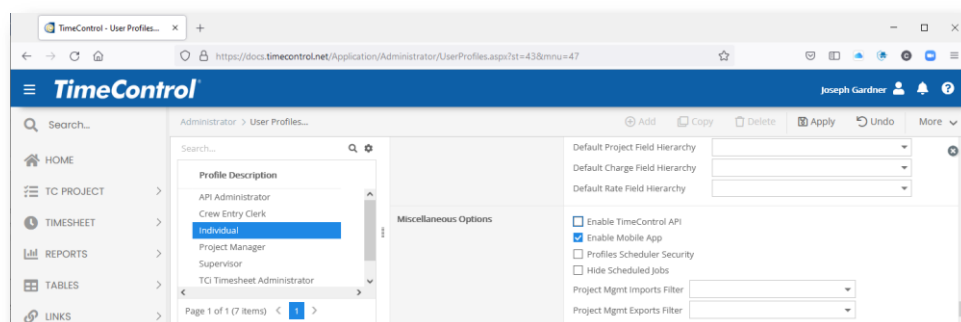 TimeControl - User Profiles...
https://docs.timecontrol.net/Application/Administrator/UserProfiles.aspx?st=43&mnu=47
TimeControl
Joseph Gardner
Search...
Administrator > User Profiles...
Add
Copy
Delete
Apply
Undo
More
HOME
TC PROJECT
TIMESHEET
REPORTS
TABLES
LINKS
Search...
Profile Description
API Administrator
Crew Entry Clerk
Individual
Project Manager
Supervisor
TCi Timesheet Administrator
Page 1 of 1 (7 items) < 1 >
Default Project Field Hierarchy
Default Charge Field Hierarchy
Default Rate Field Hierarchy
Miscellaneous Options
Enable TimeControl API
Enable Mobile App
Profiles Scheduler Security
Hide Scheduled Jobs
Project Mgmt Imports Filter
Project Mgmt Exports Filter